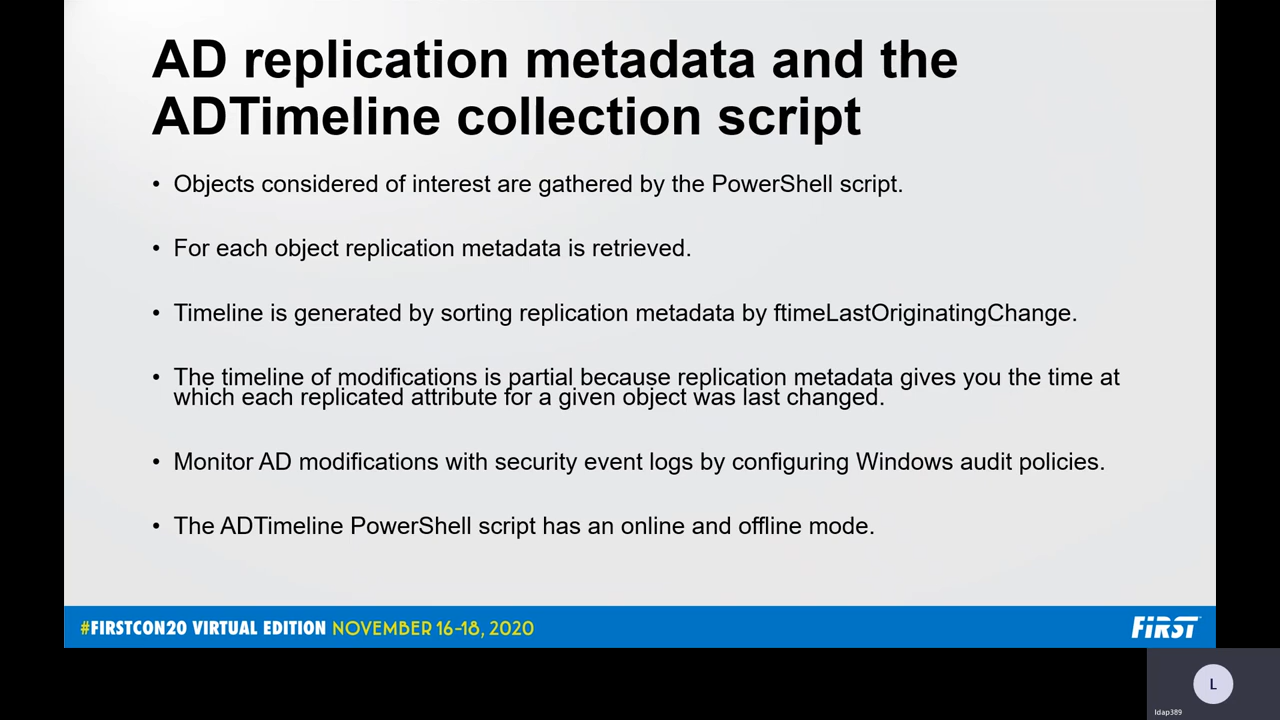 AD replication metadata and the
ADTimeline collection script
• Objects considered of interest are gathered by the PowerShell script.
• For each object replication metadata is retrieved.
• Timeline is generated by sorting replication metadata by ftimeLastOriginatingChange.
• The timeline of modifications is partial because replication metadata gives you the time at
which each replicated attribute for a given object was last changed.
• Monitor AD modifications with security event logs by configuring Windows audit policies.
• The ADTimeline PowerShell script has an online and offline mode.
#FIRSTCON20 VIRTUAL EDITION NOVEMBER 16-18, 2020
FiRST
L
ldap389